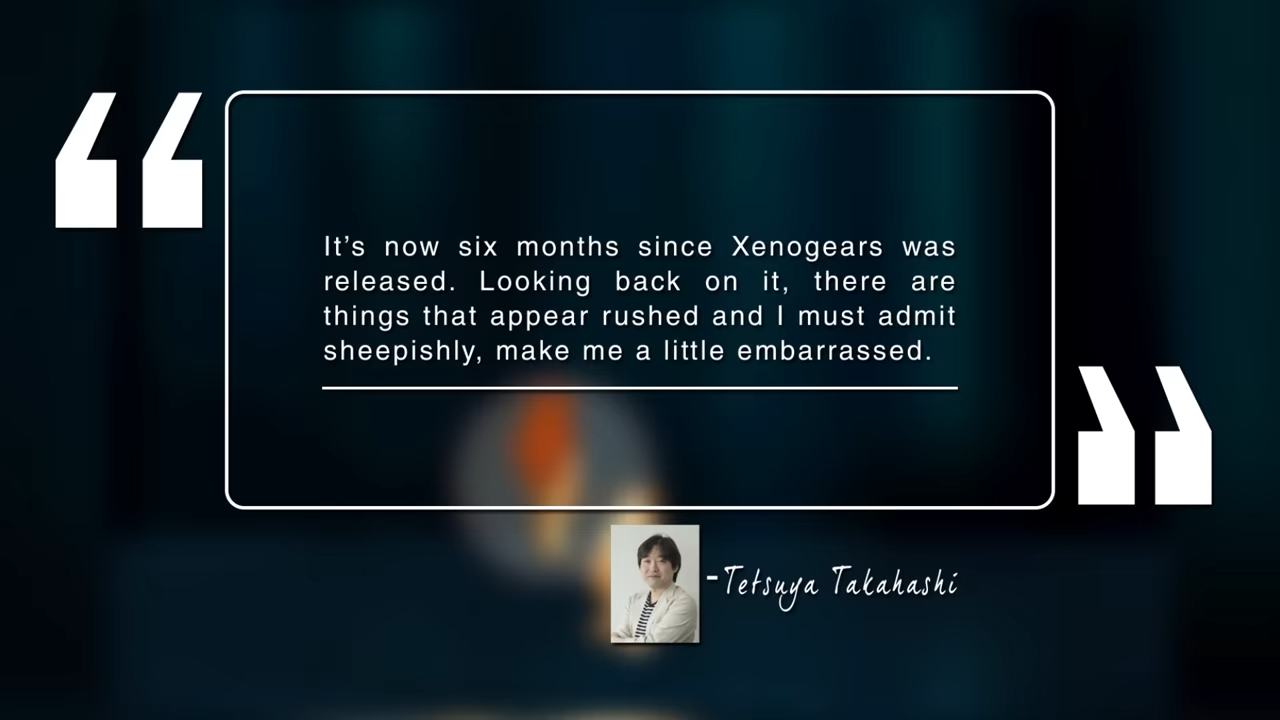 “
It’s now six months since Xenogears was
released. Looking back on it, there are
things that appear rushed and I must admit
sheepishly, make me a little embarrassed.
”
-Tetsuya Takahashi